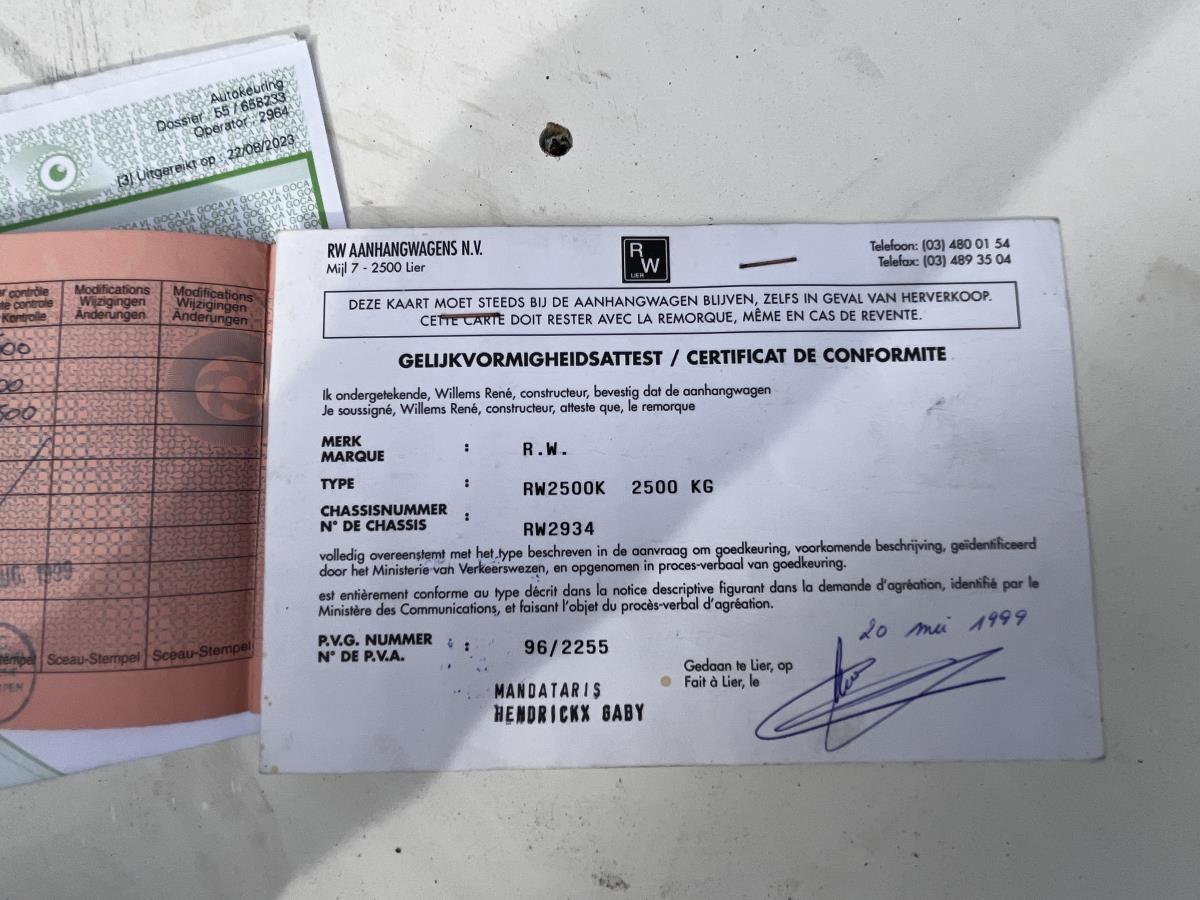 Autokeuring
Dossier : 55 / 658233
Operator : 2964
[3] Uitgereikt op : 22/08/2023
contrôle
controle
Kontrolle
Modifications
Wijzigingen
Änderungen
Modifications
Wijzigingen
Änderungen
1999
Sceau-Stempel
Sceau-Stempel
RW AANHANGWAGENS N.V.
Mijl 7 - 2500 Lier
RW
LIER
Telefoon: (03) 480 01 54
Telefax: (03) 489 35 04
DEZE KAART MOET STEEDS BIJ DE AANHANGWAGEN BLIJVEN, ZELFS IN GEVAL VAN HERVERKOOP.
CETTE CARTE DOIT RESTER AVEC LA REMORQUE, MÊME EN CAS DE REVENTE.
GELIJKVORMIGHEIDSATTEST / CERTIFICAT DE CONFORMITE
Ik ondergetekende, Willems René, constructeur, bevestig dat de aanhangwagen
Je soussigné, Willems René, constructeur, atteste que, le remorque
MERK
MARQUE : R.W.
TYPE : RW2500K 2500 KG
CHASSISNUMMER
N° DE CHASSIS : RW2934
volledig overeenstemt met het type beschreven in de aanvraag om goedkeuring, voorkomende beschrijving, geïdentificeerd
door het Ministerie van Verkeerswezen, en opgenomen in proces-verbaal van goedkeuring.
est entièrement conforme au type décrit dans la notice descriptive figurant dans la demande d'agréation, identifié par le
Ministère des Communications, et faisant l'objet du procès-verbal d'agréation.
P.V.G. NUMMER
N° DE P.V.A. : 96/2255
MANDATARIS
HENDRICKX GABY
Gedaan te Lier, op
Fait à Lier, le
20 mei 1999